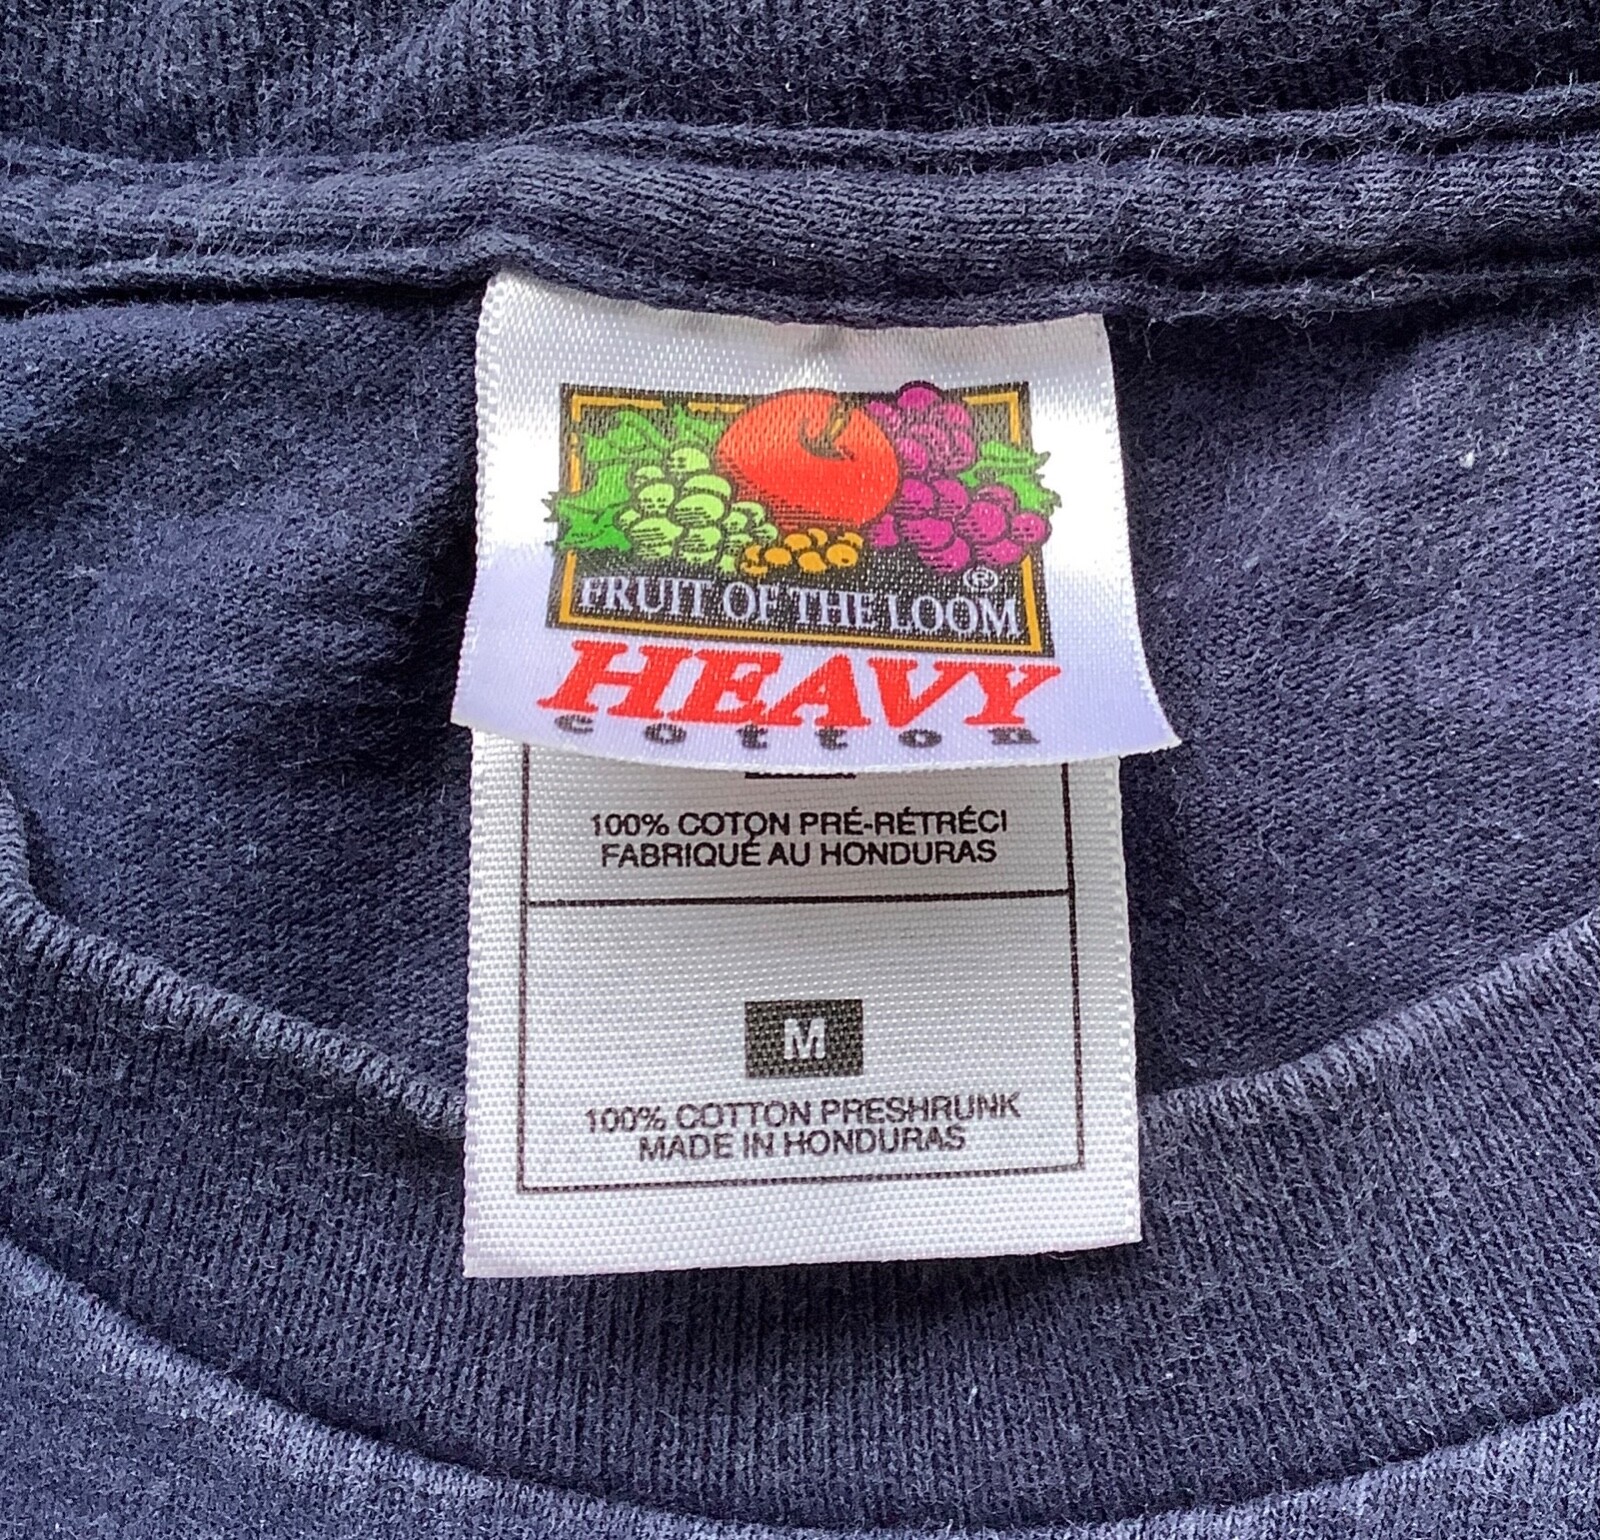 FRUIT OF THE LOOM ®
HEAVY
cotton
100% COTON PRÉ-RÉTRÉCI
FABRIQUÉ AU HONDURAS
M
100% COTTON PRESHRUNK
MADE IN HONDURAS